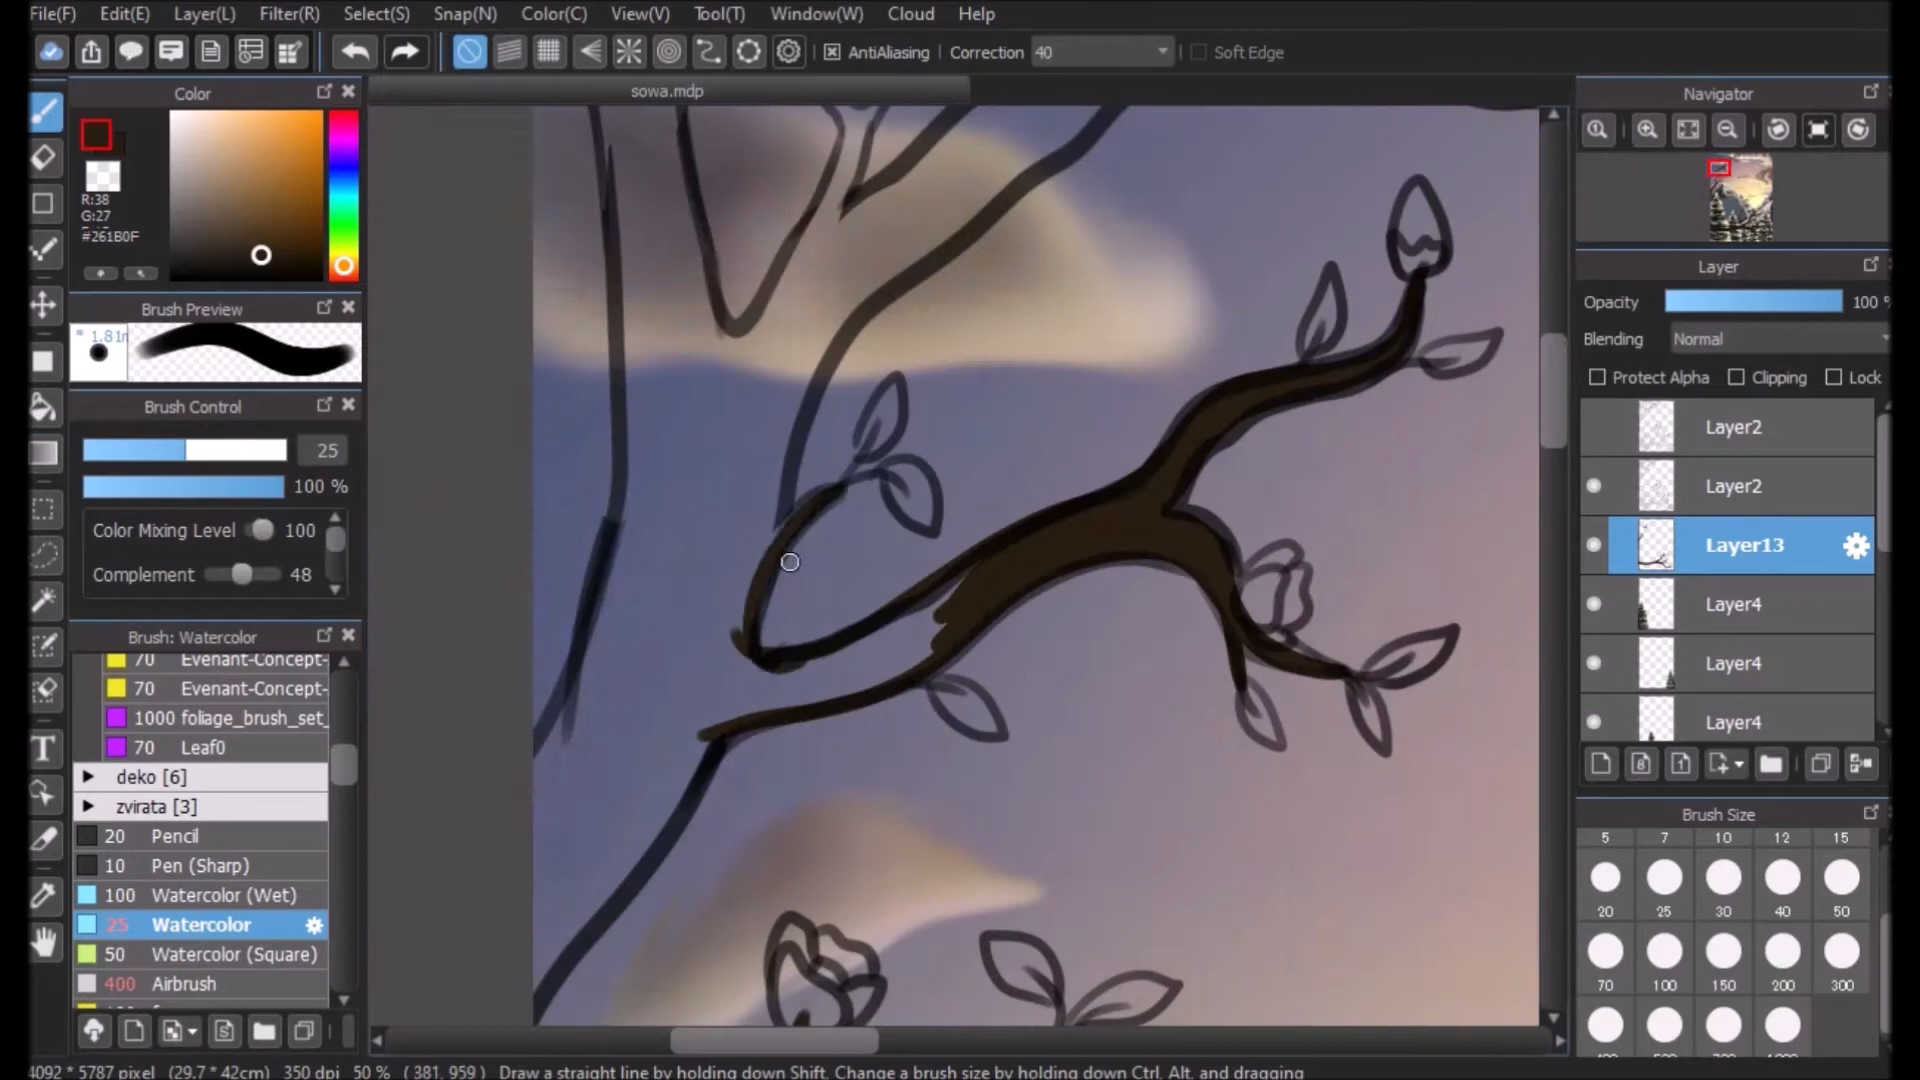 File(F) Edit(E) Layer(L) Filter(R) Select(S) Snap(N) Color(C) View(V) Tool(T) Window(W) Cloud Help
AntiAliasing Correction 40 Soft Edge
Color
sowa.mdp
Navigator
R:38
G:27
#261B0F
Brush Preview
* 1.81
Brush Control
25
100 %
Color Mixing Level 100
Complement 48
Brush: Watercolor
70 Evenant-Concept-
70 Evenant-Concept-
1000 foliage_brush_set_
70 Leaf0
deko [6]
zvirata [3]
20 Pencil
10 Pen (Sharp)
100 Watercolor (Wet)
25 Watercolor
50 Watercolor (Square)
400 Airbrush
Layer
Opacity 100 %
Blending Normal
Protect Alpha Clipping Lock
Layer2
Layer2
Layer13
Layer4
Layer4
Layer4
Brush Size
5 7 10 12 15
20 25 30 40 50
70 100 150 200 300
4092 * 5787 pixel (29.7 * 42cm) 350 dpi 50 % ( 381, 959 ) Draw a straight line by holding down Shift, Change a brush size by holding down Ctrl, Alt, and dragging